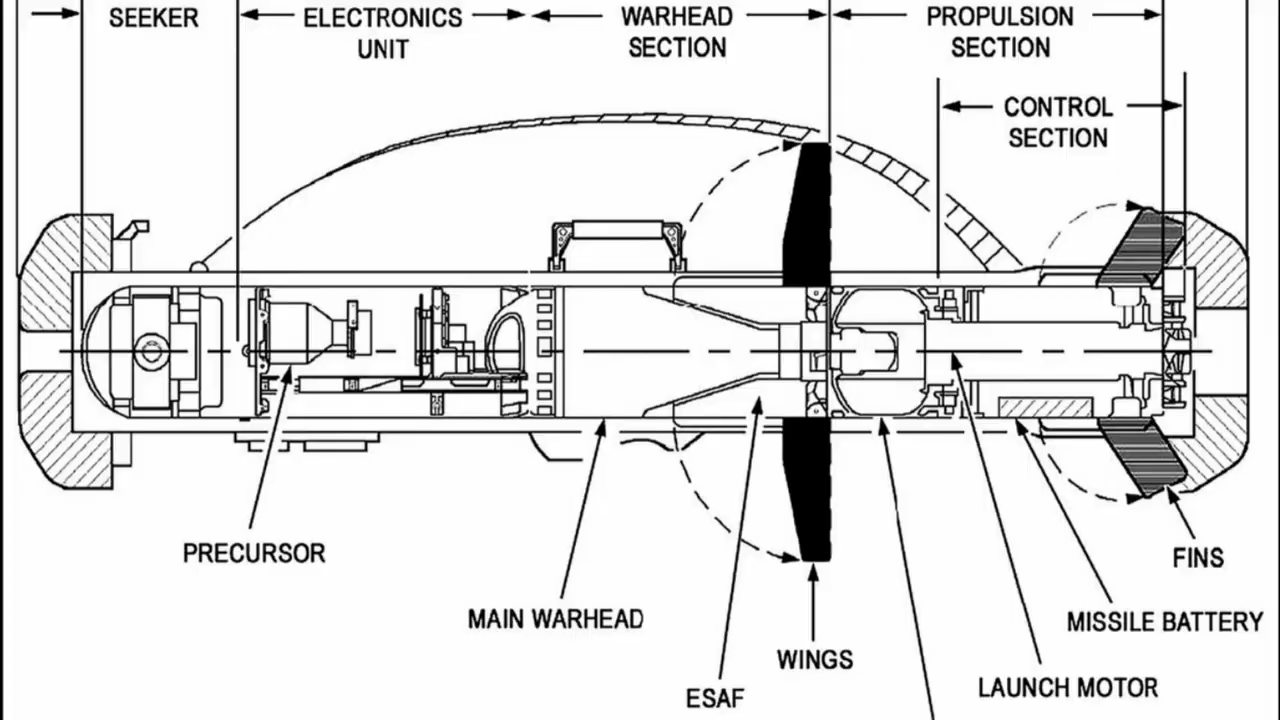 SEEKER
ELECTRONICS
UNIT
WARHEAD
SECTION
PROPULSION
SECTION
CONTROL
SECTION
PRECURSOR
MAIN WARHEAD
ESAF
WINGS
LAUNCH MOTOR
MISSILE BATTERY
FINS